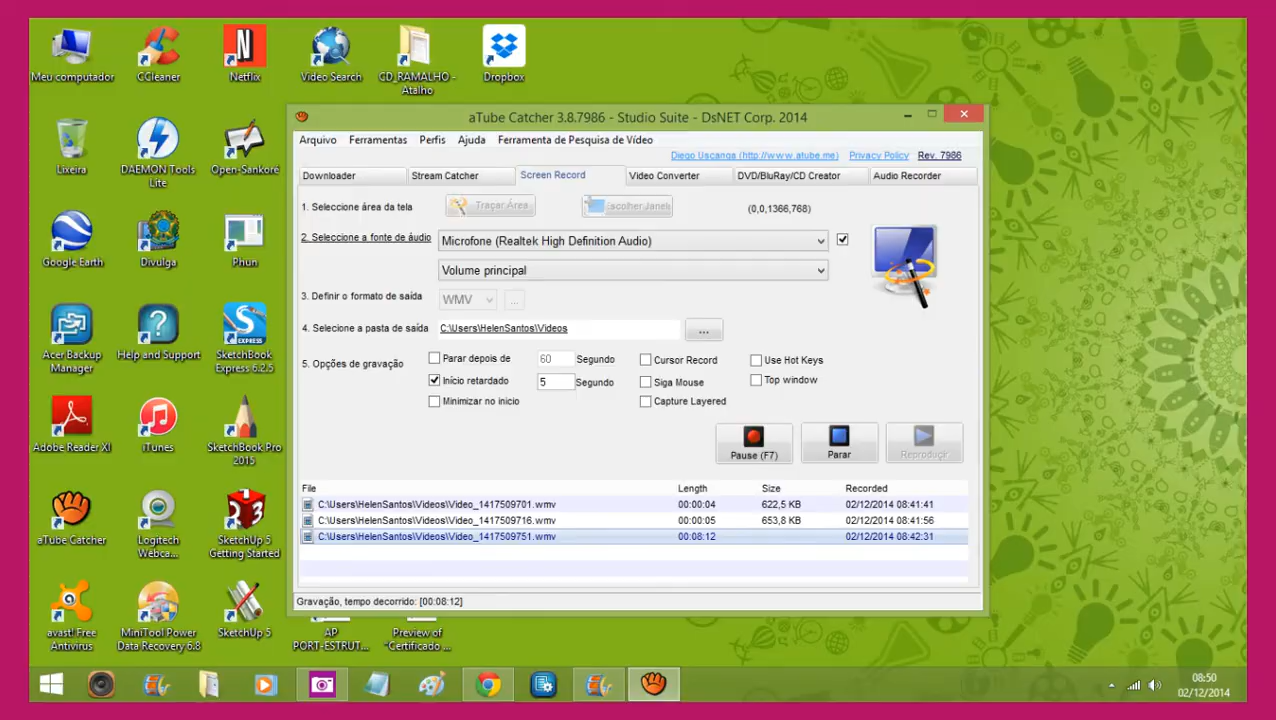 Meu computador
CCleaner
Netflix
Video Search
CD_RAMALHO - Atalho
Dropbox
Lixeira
DAEMON Tools Lite
Open-Sankoré
Google Earth
Divulga
Phun
Acer Backup Manager
Help and Support
SketchBook Express 6.2.5
Adobe Reader XI
iTunes
SketchBook Pro 2015
aTube Catcher
Logitech Webca...
SketchUp 5 Getting Started
avast! Free Antivirus
MiniTool Power Data Recovery 6.8
SketchUp 5
AP PORT-ESTRUT...
Preview of "Certificado ...
aTube Catcher 3.8.7986 - Studio Suite - DsNET Corp. 2014
Arquivo Ferramentas Perfis Ajuda Ferramenta de Pesquisa de Vídeo
Diego Uscanga (http://www.atube.me) Privacy Policy Rev. 7986
Downloader Stream Catcher Screen Record Video Converter DVD/BluRay/CD Creator Audio Recorder
1. Seleccione área da tela Traçar Área Escolher Janela (0,0,1366,768)
2. Seleccione a fonte de áudio Microfone (Realtek High Definition Audio)
Volume principal
3. Definir o formato de saída WMV ...
4. Selecione a pasta de saída C:\Users\HelenSantos\Videos ...
5. Opções de gravação Parar depois de 60 Segundo Cursor Record Use Hot Keys
Início retardado 5 Segundo Siga Mouse Top window
Minimizar no inicio Capture Layered
Pause (F7) Parar Reproduçir
File Length Size Recorded
C:\Users\HelenSantos\Videos\Video_1417509701.wmv 00:00:04 622,5 KB 02/12/2014 08:41:41
C:\Users\HelenSantos\Videos\Video_1417509716.wmv 00:00:05 653,8 KB 02/12/2014 08:41:56
C:\Users\HelenSantos\Videos\Video_1417509751.wmv 00:08:12 02/12/2014 08:42:31
Gravação, tempo decorrido: [00:08:12]
08:50
02/12/2014